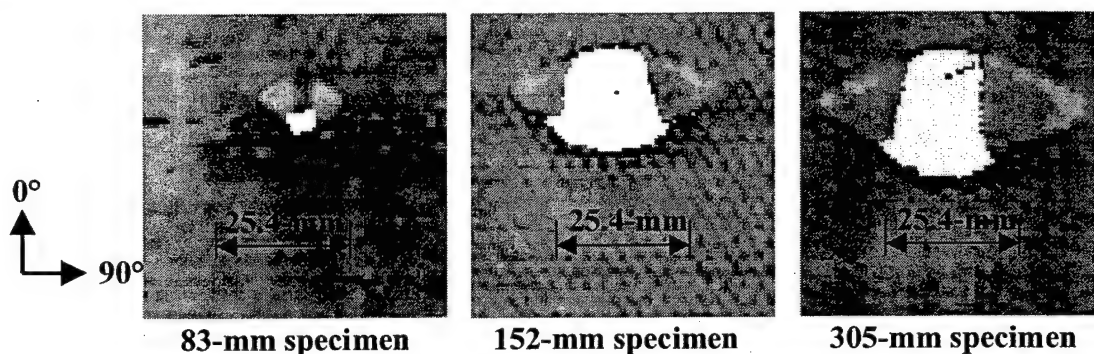 0°
90°
25.4-mm
25.4-mm
25.4-mm
83-mm specimen
152-mm specimen
305-mm specimen